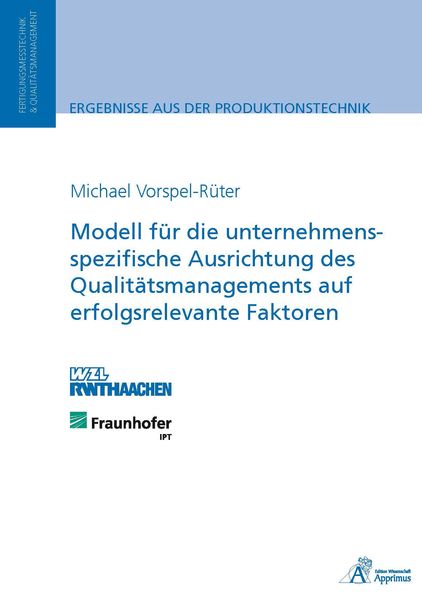 FERTIGUNGSMESSTECHNIK
& QUALITÄTSMANAGEMENT
ERGEBNISSE AUS DER PRODUKTIONSTECHNIK
Michael Vorspel-Rüter
Modell für die unternehmens-
spezifische Ausrichtung des
Qualitätsmanagements auf
erfolgsrelevante Faktoren
WZL
RWTHAACHEN
Fraunhofer
IPT
Edition Wissenschaft
Apprimus